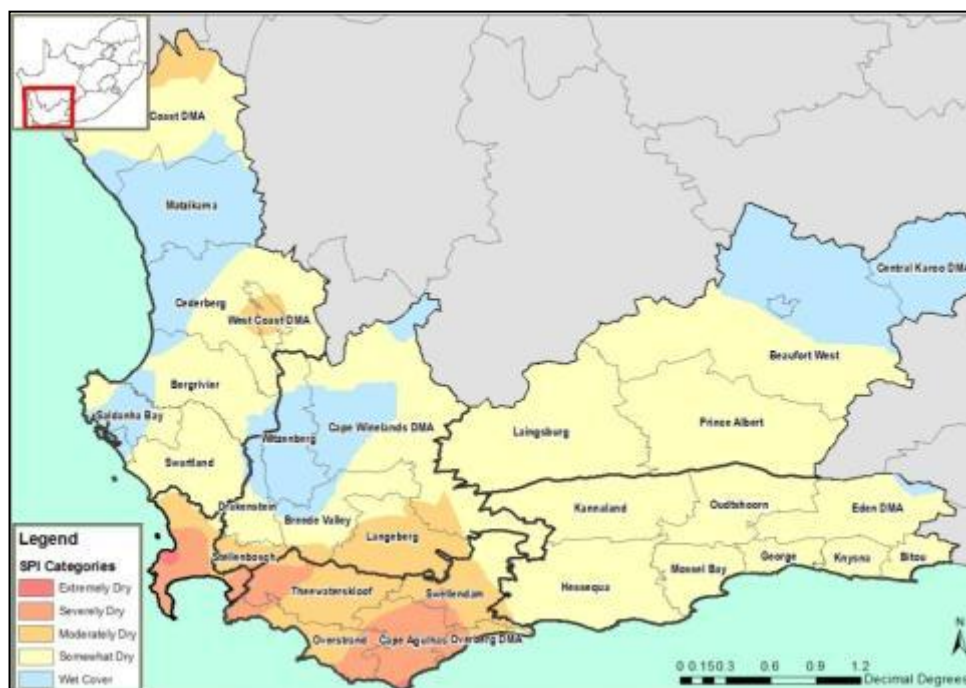 Coast DMA
Matzikama
Central Karoo DMA
Cederberg
West Coast DMA
Beaufort West
Bergrivier
Saldanha Bay
Cape Winelands DMA
Witzenberg
Laingsburg
Prince Albert
Swartland
Drakenstein
Breede Valley
Kannaland
Oudtshoorn
Eden DMA
Langeberg
Stellenbosch
Mossel Bay
George
Knysna
Bitou
Hessequa
Theewaterskloof
Swellendam
Overstrand
Cape Agulhas
Overberg DMA
Legend
SPI Categories
Extremely Dry
Severely Dry
Moderately Dry
Somewhat Dry
Wet Cover
N
0 0.150.3 0.6 0.9 1.2
Decimal Degrees